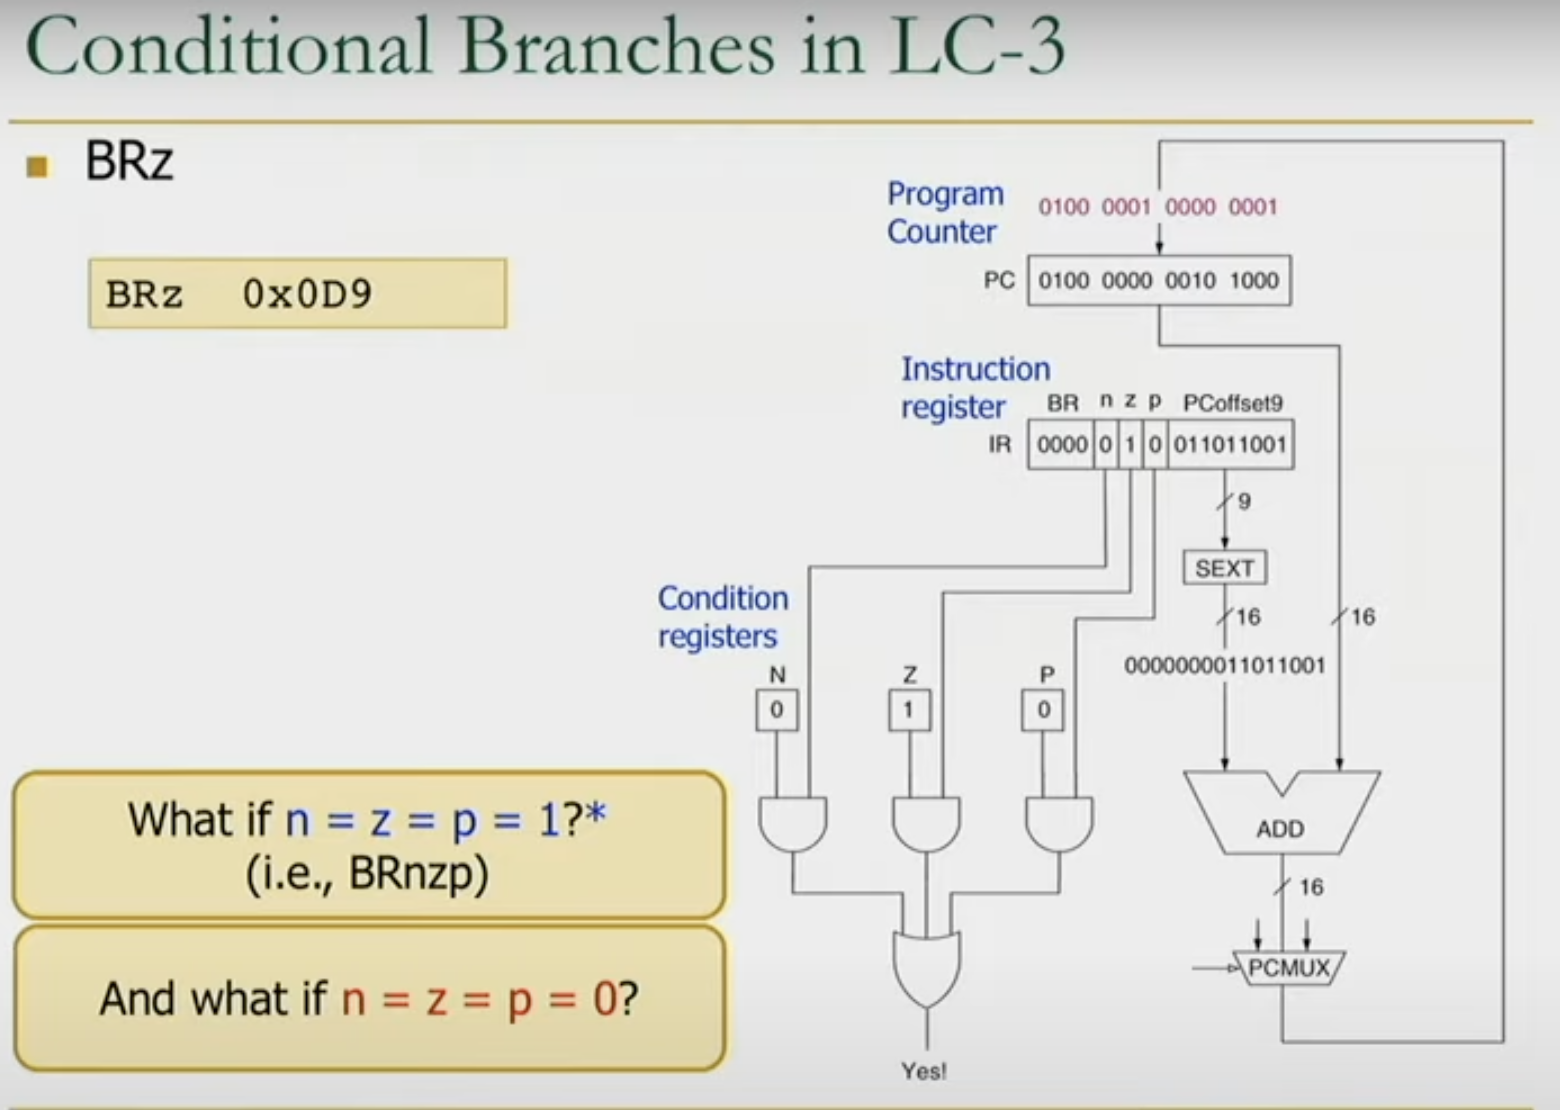 Conditional Branches in LC-3
BRz
BRz 0x0D9
Program
Counter
0100 0001 0000 0001
PC 0100 0000 0010 1000
Instruction
register
BR n z p PCoffset9
IR 0000 0 1 0 011011001
9
SEXT
16 16
0000000011011001
Condition
registers
N Z P
0 1 0
ADD
16
PCMUX
Yes!
What if n = z = p = 1?*
(i.e., BRnzp)
And what if n = z = p = 0?